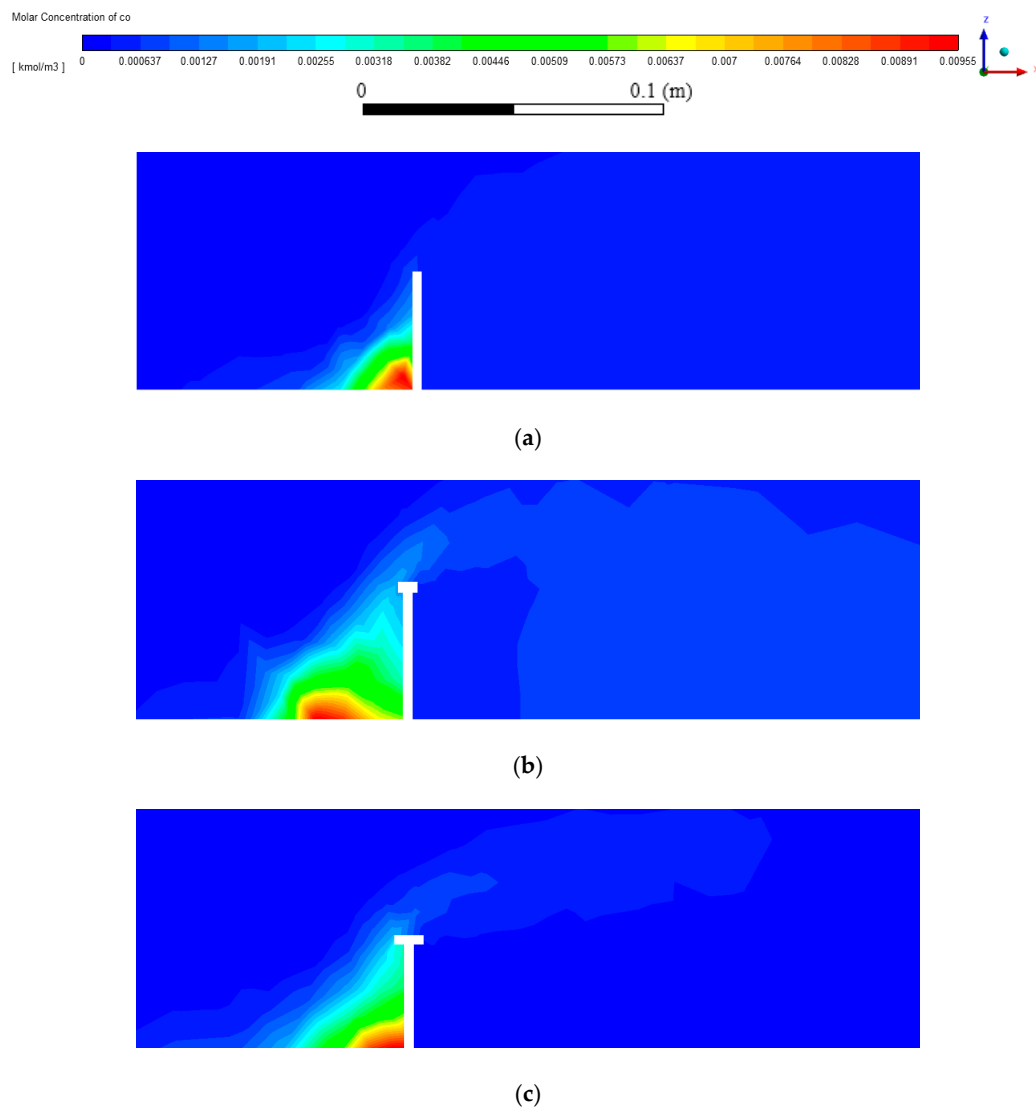 Molar Concentration of co
[ kmol/m3 ]
0 0.000637 0.00127 0.00191 0.00255 0.00318 0.00382 0.00446 0.00509 0.00573 0.00637 0.007 0.00764 0.00828 0.00891 0.00955
z
x
0 0.1 (m)
(a)
(b)
(c)